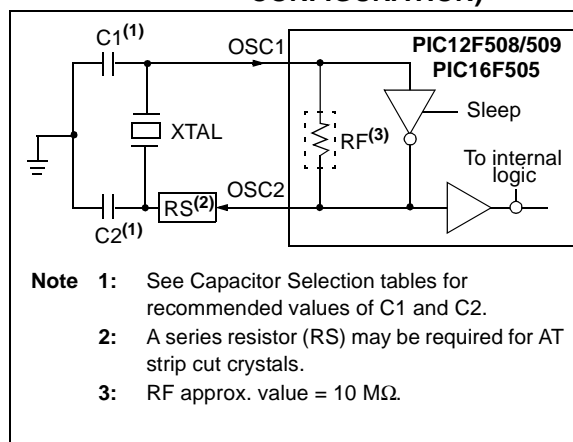 CONFIGURATION)
C1(1)
OSC1
PIC12F508/509
PIC16F505
Sleep
XTAL
RF(3)
To internal
logic
OSC2
RS(2)
C2(1)
Note 1: See Capacitor Selection tables for
recommended values of C1 and C2.
2: A series resistor (RS) may be required for AT
strip cut crystals.
3: RF approx. value = 10 MΩ.